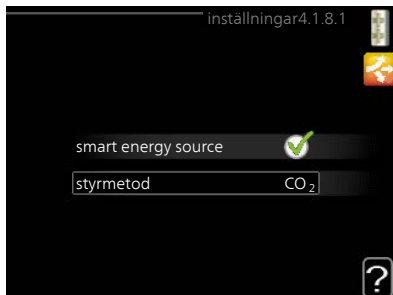 inställningar4.1.8.1
smart energy source
styrmetod CO₂
?